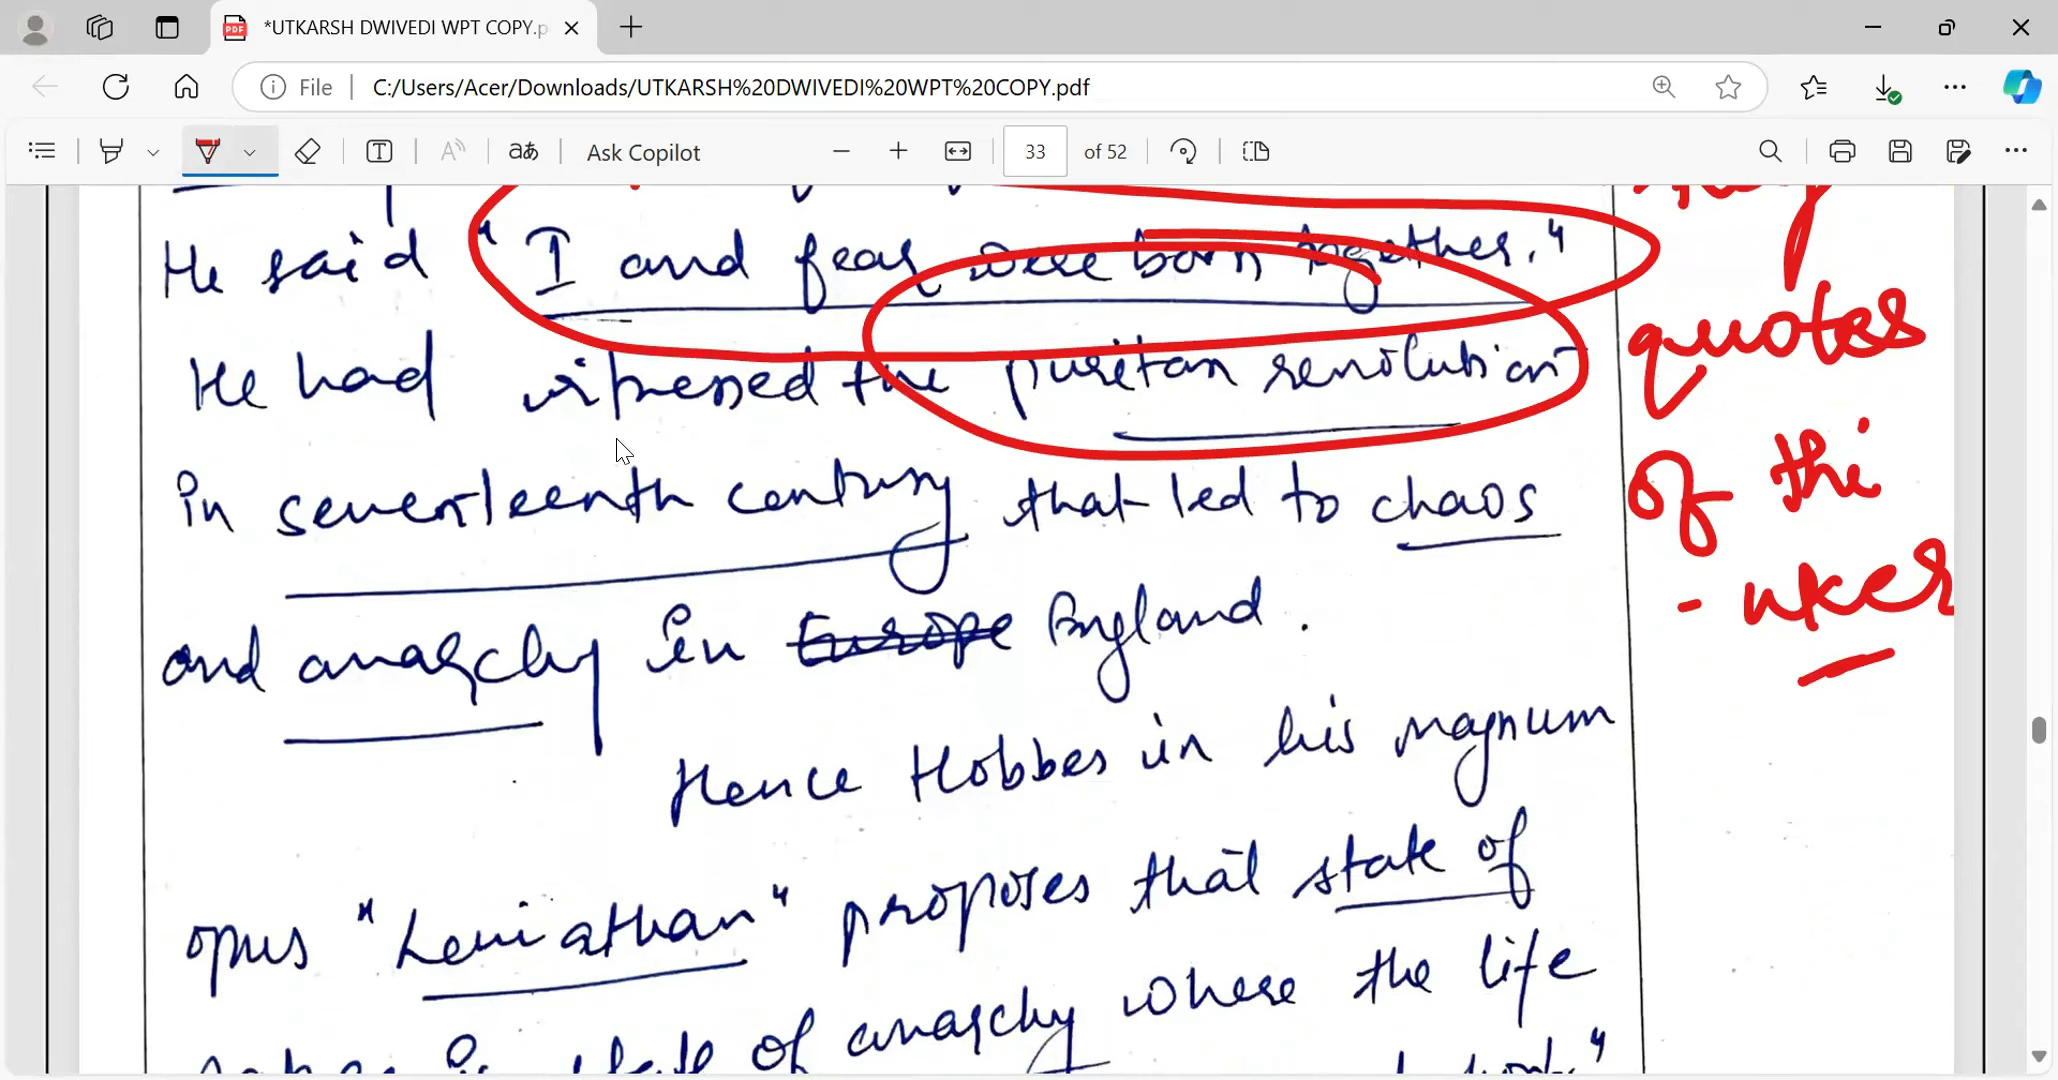 *UTKARSH DWIVEDI WPT COPY.p
File C:/Users/Acer/Downloads/UTKARSH%20DWIVEDI%20WPT%20COPY.pdf
Ask Copilot 33 of 52
He said "I and fear were born together."
He had witnessed the puritan revolution
in seventeenth century that led to chaos
and anarchy in Europe England.
Hence Hobbes in his magnum
opus "Leviathan" proposes that state of
state of anarchy where the life
quotes
of thi
-nker